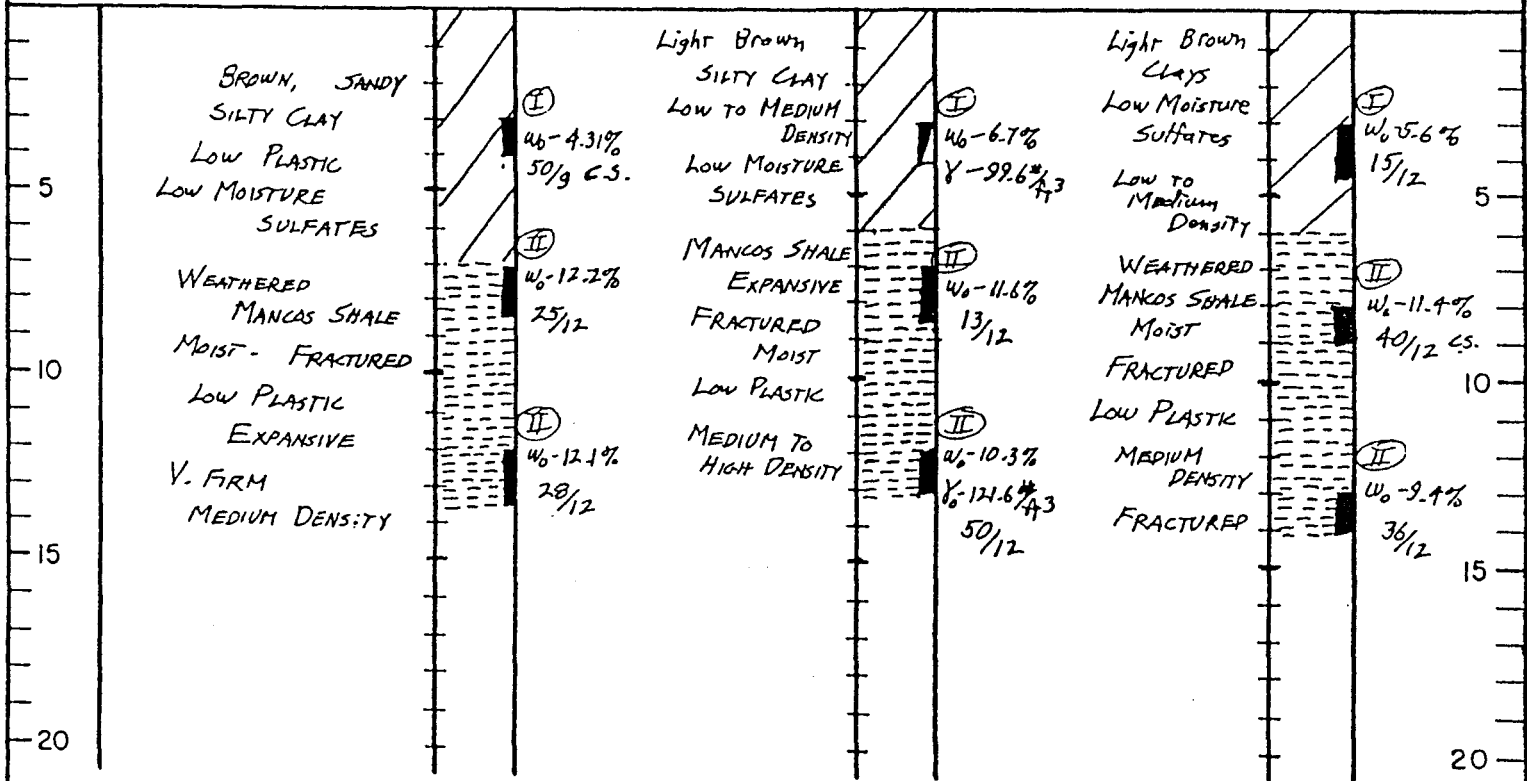 BROWN, SANDY
SILTY CLAY
LOW PLASTIC
LOW MOISTURE
SULFATES
WEATHERED
MANCOS SHALE
MOIST - FRACTURED
LOW PLASTIC
EXPANSIVE
V. FIRM
MEDIUM DENSITY
I
W₀-4.31%
50/9 C.S.
II
W₀-12.2%
25/12
II
W₀-12.1%
28/12
Light Brown
SILTY CLAY
LOW TO MEDIUM
DENSITY
LOW MOISTURE
SULFATES
MANCOS SHALE
EXPANSIVE
FRACTURED
MOIST
LOW PLASTIC
MEDIUM TO
HIGH DENSITY
I
W₀-6.7%
γ-99.6#/ft3
II
W₀-11.6%
13/12
II
W₀-10.3%
γ₀-121.6#/ft3
50/12
Light Brown
Clays
Low Moisture
Sulfates
Low to
Medium
Density
WEATHERED
MANCOS SHALE
MOIST
FRACTURED
LOW PLASTIC
MEDIUM
DENSITY
FRACTURED
I
W₀-5.6%
15/12
II
W₀-11.4%
40/12 C.S.
II
W₀-9.4%
36/12
5
10
15
20
5
10
15
20